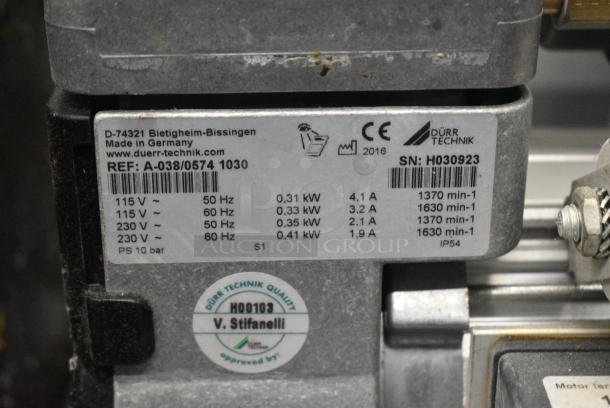 D-74321 Bietigheim-Bissingen
Made in Germany
www.duerr-technik.com
REF: A-038/0574 1030
CE
2016
DÜRR
TECHNIK
SN: H030923
115 V ~ 50 Hz 0,31 kW 4.1 A 1370 min-1
115 V ~ 60 Hz 0,33 kW 3.2 A 1630 min-1
230 V ~ 50 Hz 0,35 kW 2.1 A 1370 min-1
230 V ~ 60 Hz 0,41 kW 1.9 A 1630 min-1
PS 10 bar S1 IP54
AUCTION GROUP
DÜRR TECHNIK QUALITY
H00103
V. Stifanelli
DÜRR
TECHNIK
approved by:
Motor